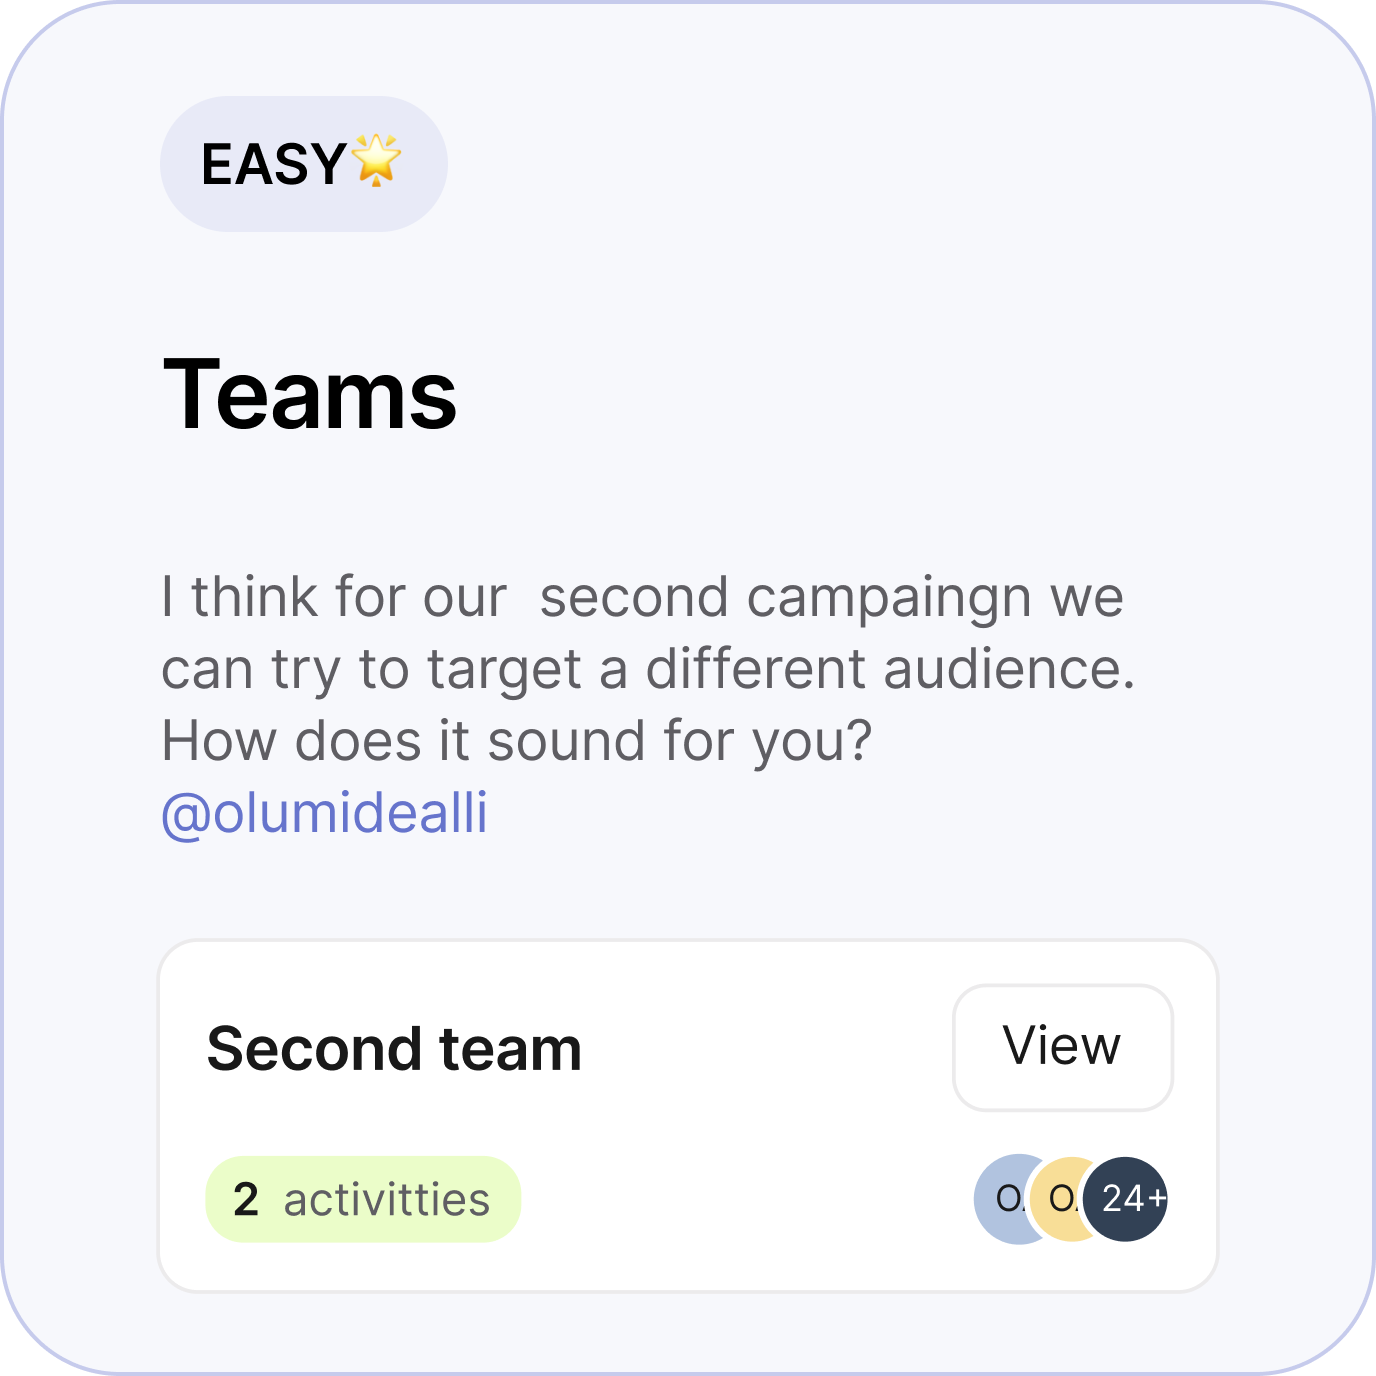 EASY🌟
Teams
I think for our  second campaingn we
can try to target a different audience.
How does it sound for you?
@olumidealli
Second team
View
2 activitties
24+